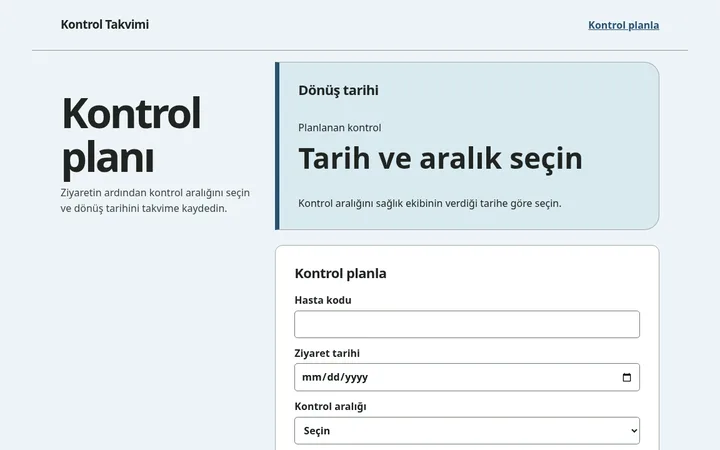 Kontrol Takvimi
Kontrol planla
Kontrol
planı
Ziyaretin ardından kontrol aralığını seçin
ve dönüş tarihini takvime kaydedin.
Dönüş tarihi
Planlanan kontrol
Tarih ve aralık seçin
Kontrol aralığını sağlık ekibinin verdiği tarihe göre seçin.
Kontrol planla
Hasta kodu
Ziyaret tarihi
mm/dd/yyyy
Kontrol aralığı
Seçin